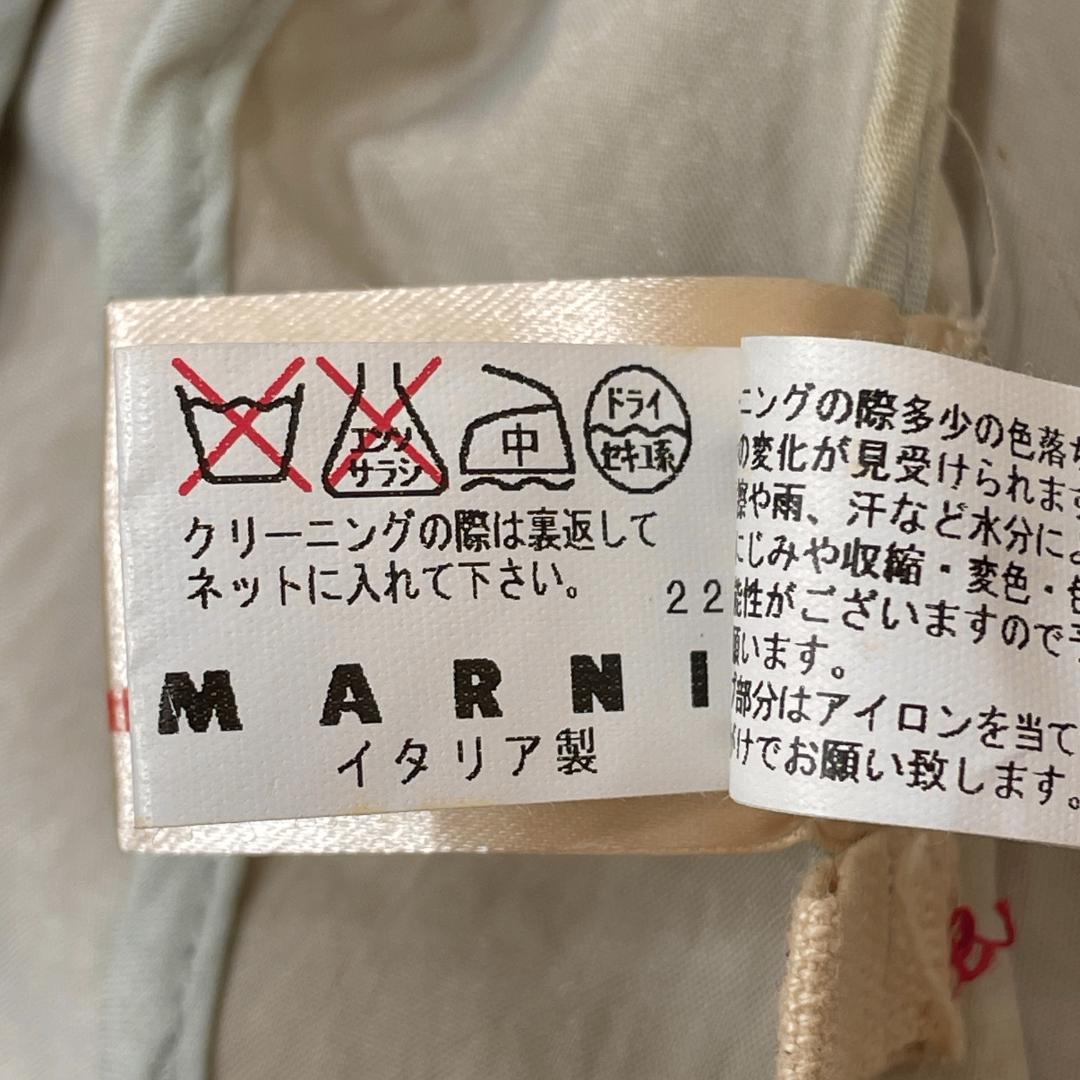 エンソ
サラシ
中
ドライ
セキユ系
クリーニングの際は裏返して
ネットに入れて下さい。
22
MARNI
イタリア製
ニングの際多少の色落
の変化が見受けられます
や雨、汗など水分に
にじみや収縮・変色・色
能性がございますので
願います。
部分はアイロンを当て
けでお願い致します。